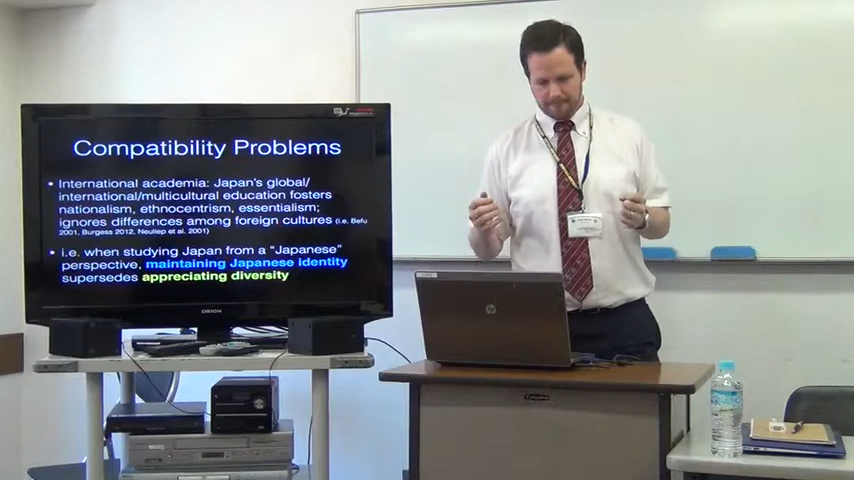 Compatibility Problems
• International academia: Japan's global/
international/multicultural education fosters
nationalism, ethnocentrism, essentialism;
ignores differences among foreign cultures (i.e. Befu
2001, Burgess 2012, Neuliep et al. 2001)
• i.e. when studying Japan from a "Japanese"
perspective, maintaining Japanese identity
supersedes appreciating diversity
ORION
hp